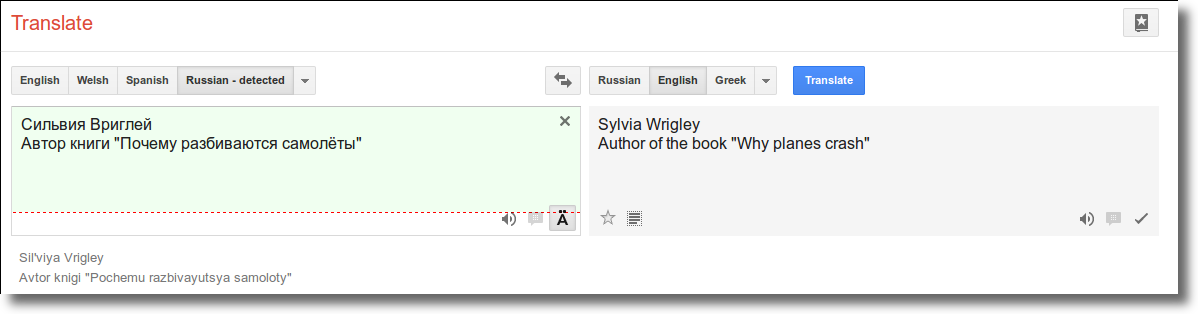 Translate
English Welsh Spanish Russian - detected
Russian English Greek Translate
Сильвия Вриглей
Автор книги "Почему разбиваются самолёты"
Ä
Sylvia Wrigley
Author of the book "Why planes crash"
Sil'viya Vrigley
Avtor knigi "Pochemu razbivayutsya samoloty"